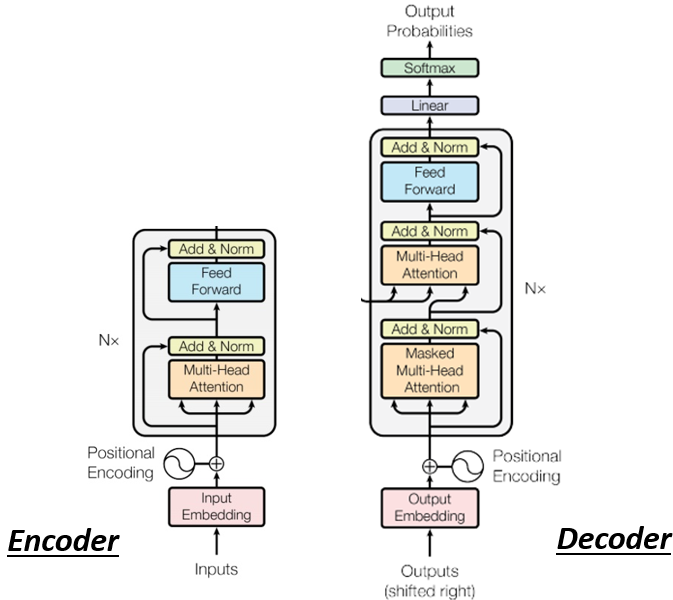 Output
Probabilities
Softmax
Linear
Add & Norm
Feed
Forward
Add & Norm
Multi-Head
Attention
Nx
Add & Norm
Masked
Multi-Head
Attention
Positional
Encoding
Output
Embedding
Outputs
(shifted right)
Decoder
Add & Norm
Feed
Forward
Nx
Add & Norm
Multi-Head
Attention
Positional
Encoding
Input
Embedding
Inputs
Encoder